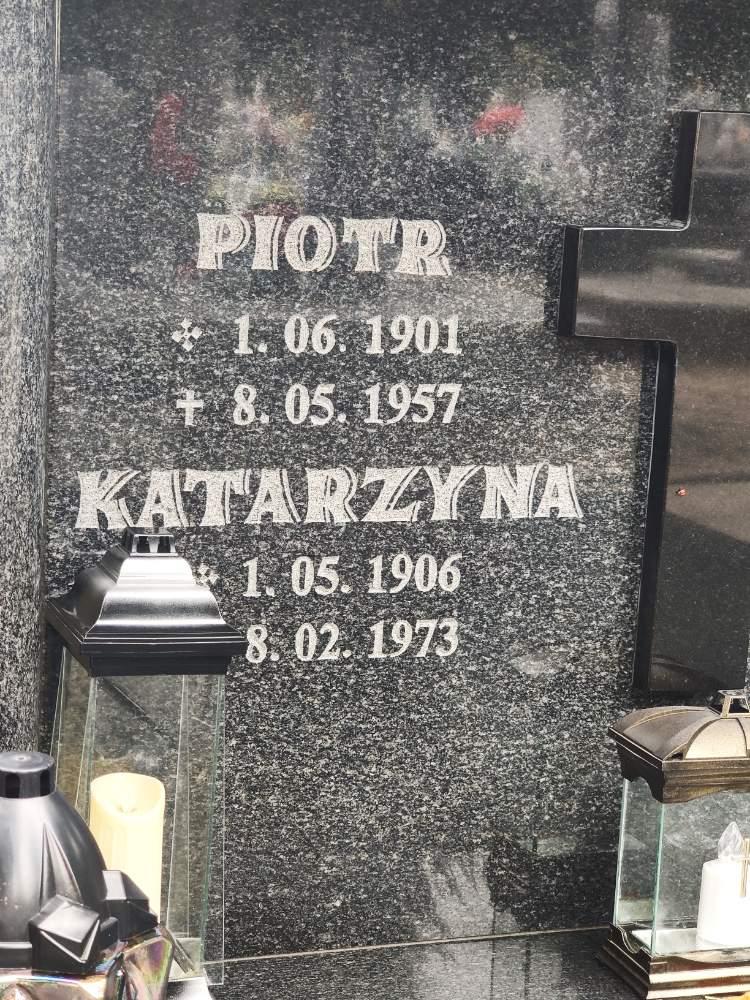 PIOTR
1. 06. 1901
✝ 8. 05. 1957
KATARZYNA
1. 05. 1906
8. 02. 1973